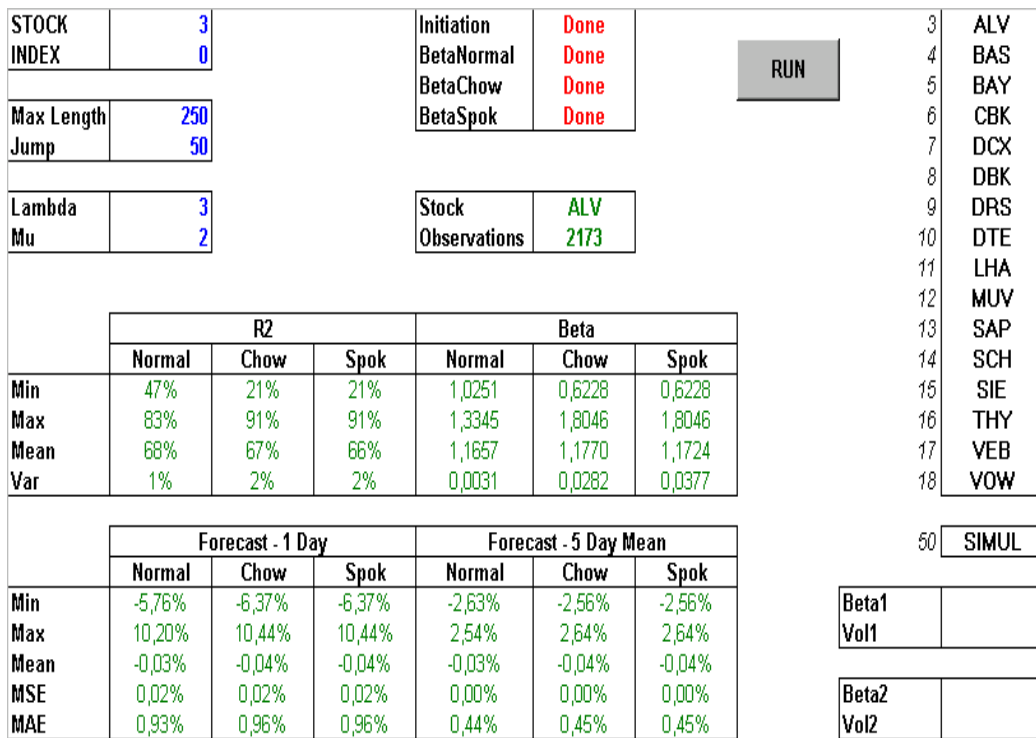 STOCK 3 Initiation Done 3 ALV
INDEX 0 BetaNormal Done 4 BAS
RUN
BetaChow Done 5 BAY
Max Length 250 BetaSpok Done 6 CBK
Jump 50 7 DCX
8 DBK
Lambda 3 Stock ALV 9 DRS
Mu 2 Observations 2173 10 DTE
11 LHA
12 MUV
R2 Beta 13 SAP
Normal Chow Spok Normal Chow Spok 14 SCH
Min 47% 21% 21% 1,0251 0,6228 0,6228 15 SIE
Max 83% 91% 91% 1,3345 1,8046 1,8046 16 THY
Mean 68% 67% 66% 1,1657 1,1770 1,1724 17 VEB
Var 1% 2% 2% 0,0031 0,0282 0,0377 18 VOW
Forecast - 1 Day Forecast - 5 Day Mean 50 SIMUL
Normal Chow Spok Normal Chow Spok
Min -5,76% -6,37% -6,37% -2,63% -2,56% -2,56% Beta1
Max 10,20% 10,44% 10,44% 2,54% 2,64% 2,64% Vol1
Mean -0,03% -0,04% -0,04% -0,03% -0,04% -0,04%
MSE 0,02% 0,02% 0,02% 0,00% 0,00% 0,00% Beta2
MAE 0,93% 0,96% 0,96% 0,44% 0,45% 0,45% Vol2